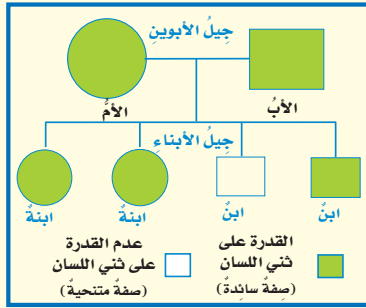 جِيلُ الأبوينِ
الأبُ
الأمُّ
جِيلُ الأبناءِ
ابنٌ
ابنٌ
ابنةٌ
ابنةٌ
القدرة على
ثني اللسان
(صفةٌ سائدةٌ)
عدم القدرة
على ثني اللسان
(صفةٌ متنحيةٌ)